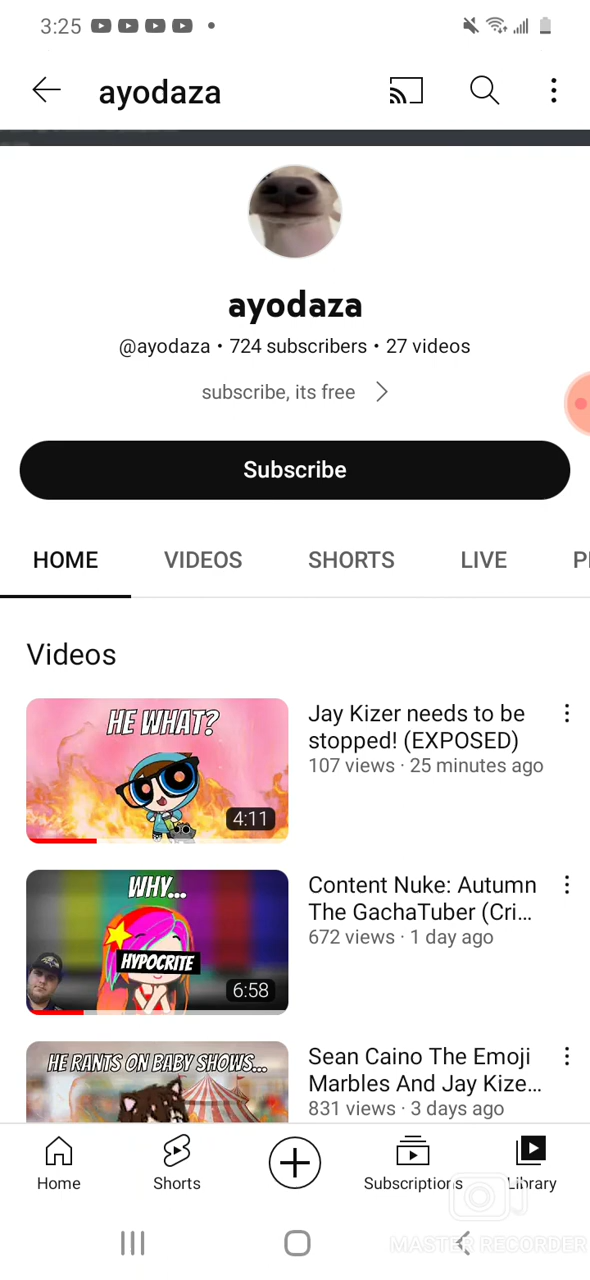 3:25
ayodaza
ayodaza
@ayodaza • 724 subscribers • 27 videos
subscribe, its free
Subscribe
HOME VIDEOS SHORTS LIVE P
Videos
HE WHAT?
4:11
Jay Kizer needs to be
stopped! (EXPOSED)
107 views · 25 minutes ago
WHY...
HYPOCRITE
6:58
Content Nuke: Autumn
The GachaTuber (Cri...
672 views · 1 day ago
HE RANTS ON BABY SHOWS...
Sean Caino The Emoji
Marbles And Jay Kize...
831 views · 3 days ago
Home Shorts Subscriptions Library
MASTER RECORDER